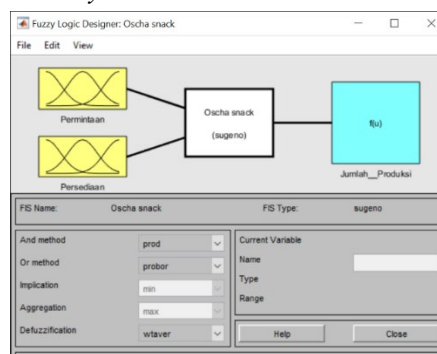 Fuzzy Logic Designer: Oscha snack
File Edit View
Permintaan
Persediaan
Oscha snack
(sugeno)
f(u)
Jumlah__Produksi
FIS Name: Oscha snack FIS Type: sugeno
And method prod
Or method probor
Implication min
Aggregation max
Defuzzification wtaver
Current Variable
Name
Type
Range
Help Close